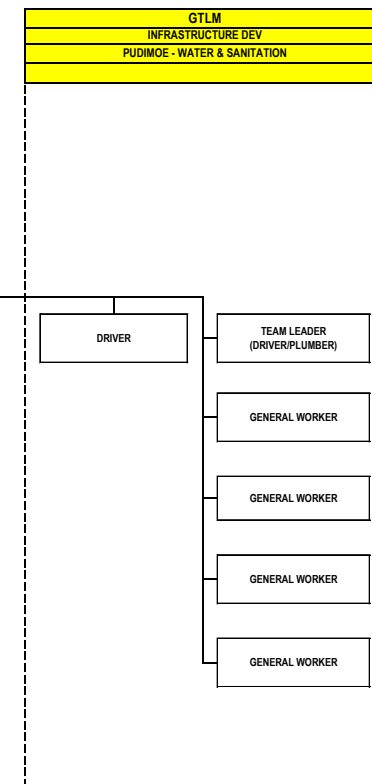 GTLM
INFRASTRUCTURE DEV
PUDIMOE - WATER & SANITATION
DRIVER
TEAM LEADER
(DRIVER/PLUMBER)
GENERAL WORKER
GENERAL WORKER
GENERAL WORKER
GENERAL WORKER